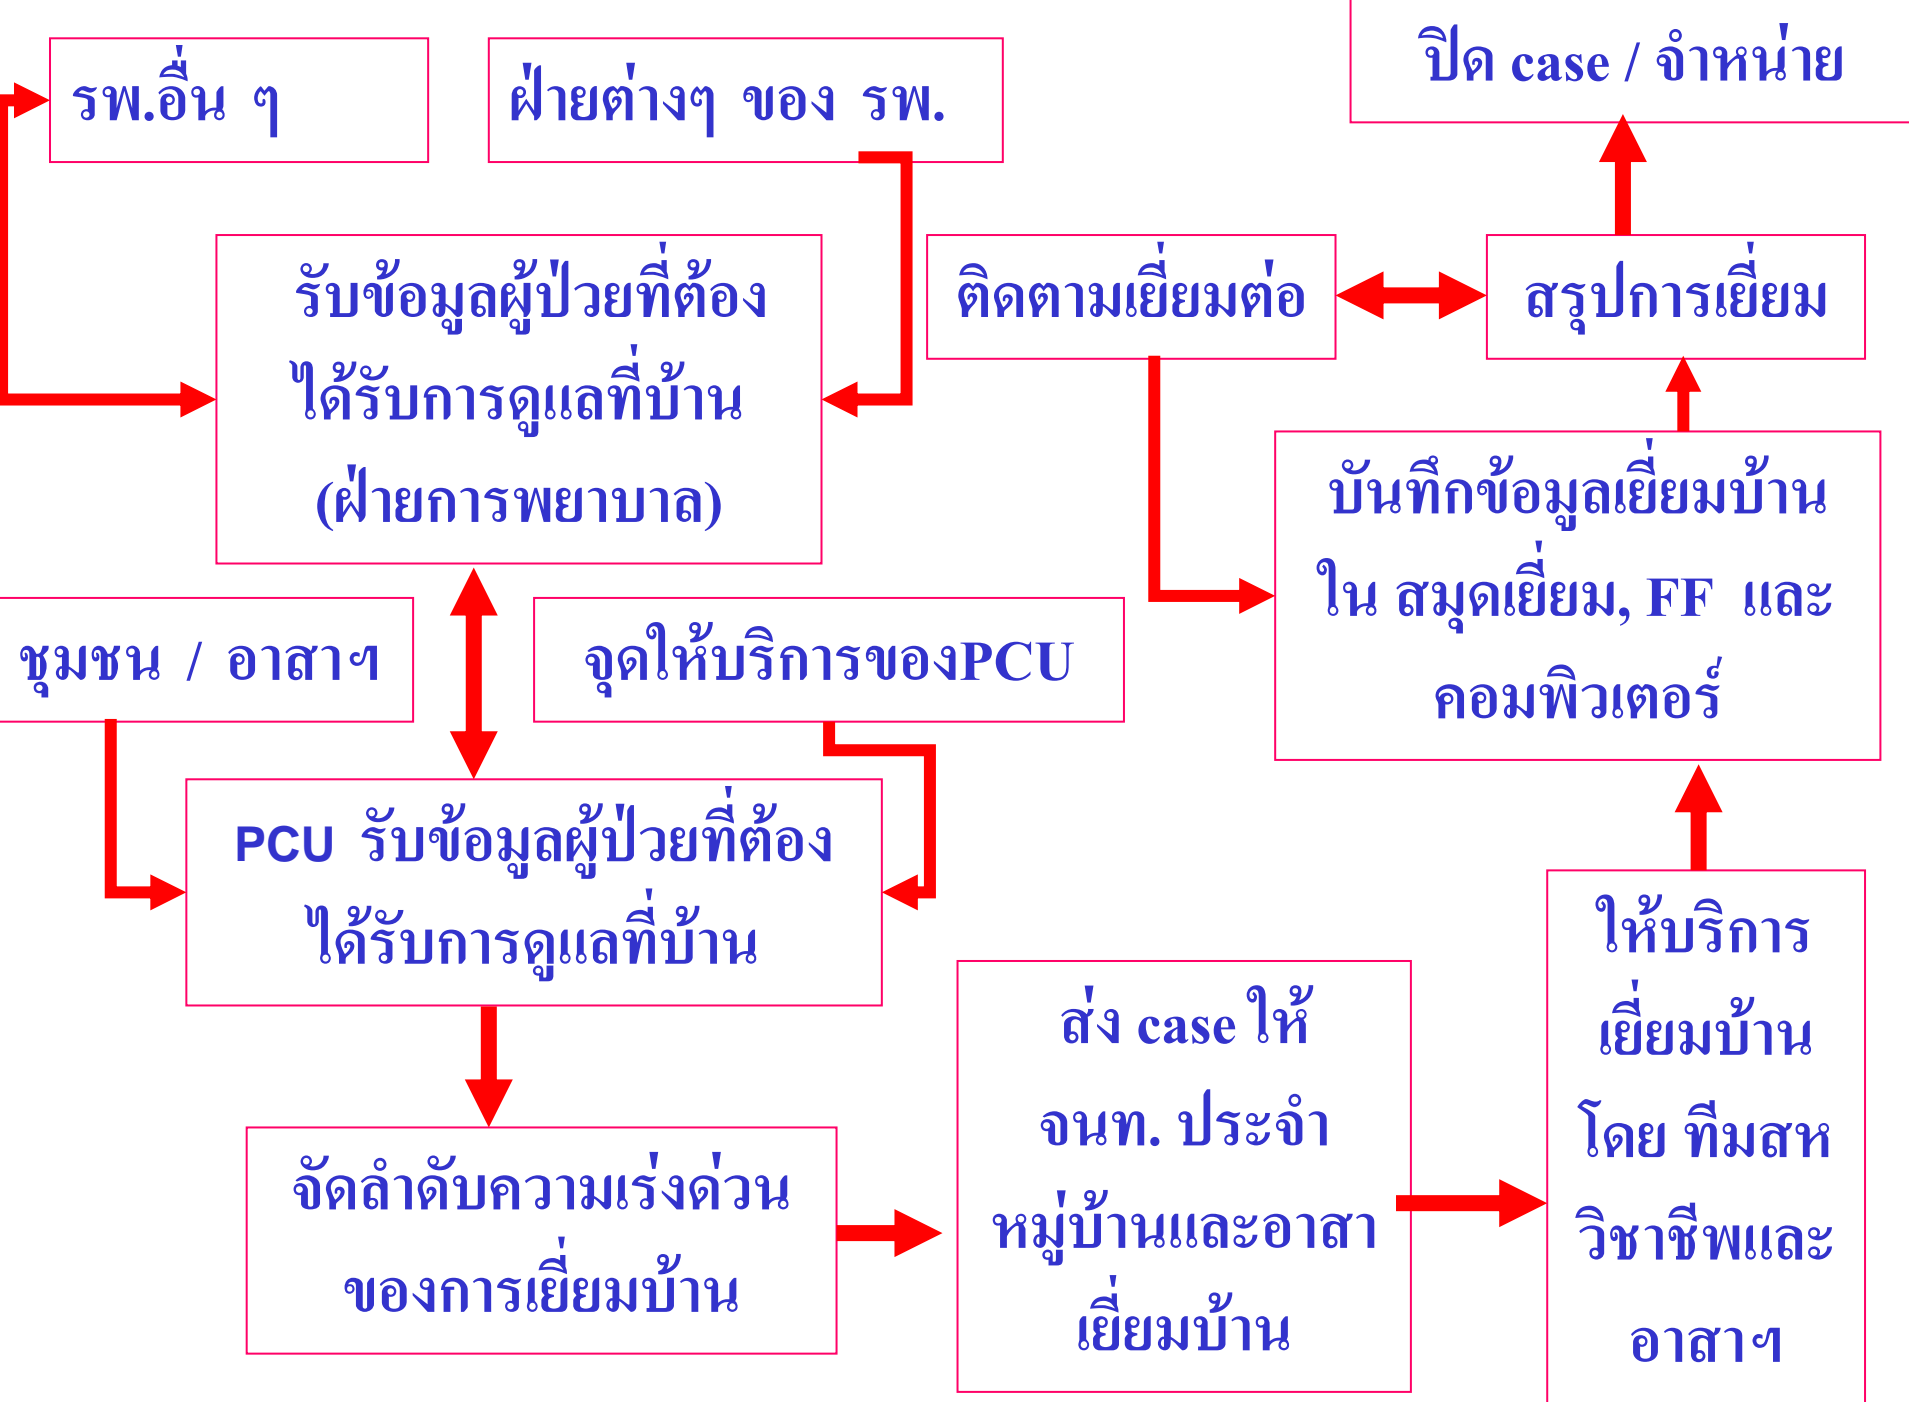 รพ.อื่น ๆ
ฝ่ายต่างๆ ของ รพ.
ปิด case / จำหน่าย
รับข้อมูลผู้ป่วยที่ต้อง
ได้รับการดูแลที่บ้าน
(ฝ่ายการพยาบาล)
ติดตามเยี่ยมต่อ
สรุปการเยี่ยม
บันทึกข้อมูลเยี่ยมบ้าน
ใน สมุดเยี่ยม, FF และ
คอมพิวเตอร์
ชุมชน / อาสาฯ
จุดให้บริการของPCU
PCU รับข้อมูลผู้ป่วยที่ต้อง
ได้รับการดูแลที่บ้าน
จัดลำดับความเร่งด่วน
ของการเยี่ยมบ้าน
ส่ง case ให้
จนท. ประจำ
หมู่บ้านและอาสา
เยี่ยมบ้าน
ให้บริการ
เยี่ยมบ้าน
โดย ทีมสห
วิชาชีพและ
อาสาฯ